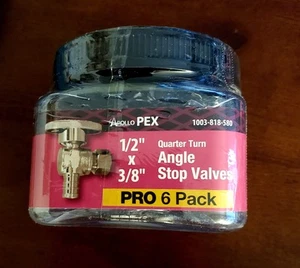 APOLLO PEX
1003-818-580
1/2"
x
3/8"
Quarter Turn
Angle
Stop Valves
PRO 6 Pack